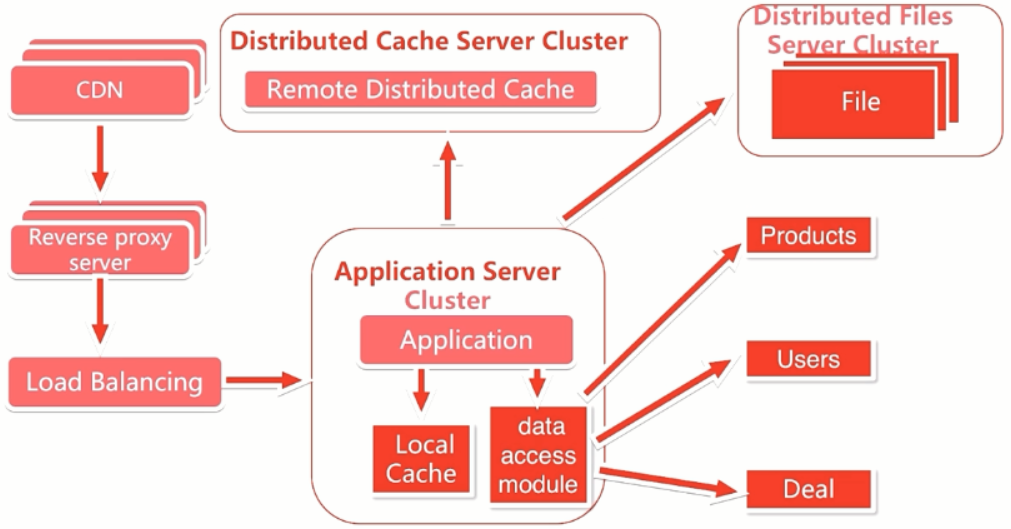 CDN
Reverse proxy
server
Load Balancing
Distributed Cache Server Cluster
Remote Distributed Cache
Distributed Files
Server Cluster
File
Application Server
Cluster
Application
Local
Cache
data
access
module
Products
Users
Deal